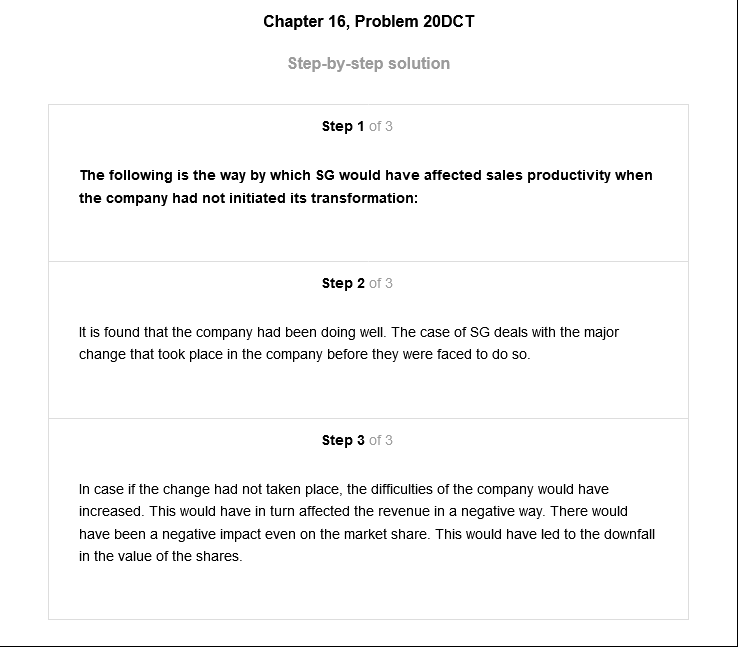 Chapter 16, Problem 20DCT
Step-by-step solution
Step 1 of 3
The following is the way by which SG would have affected sales productivity when
the company had not initiated its transformation:
Step 2 of 3
It is found that the company had been doing well. The case of SG deals with the major
change that took place in the company before they were faced to do so.
Step 3 of 3
In case if the change had not taken place, the difficulties of the company would have
increased. This would have in turn affected the revenue in a negative way. There would
have been a negative impact even on the market share. This would have led to the downfall
in the value of the shares.